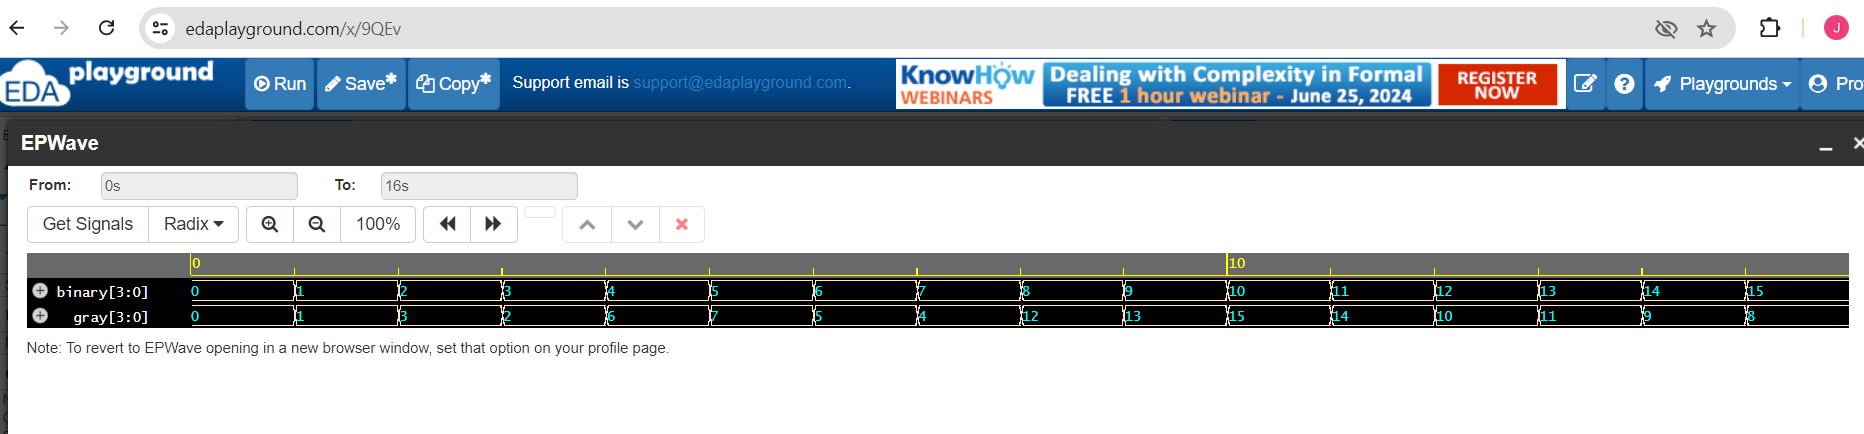 edaplayground.com/x/9QEv
J
EDA playground
Run
Save*
Copy*
Support email is support@edaplayground.com.
KnowHow WEBINARS
Dealing with Complexity in Formal
FREE 1 hour webinar - June 25, 2024
REGISTER NOW
Playgrounds
Pro
EPWave
From: 0s To: 16s
Get Signals Radix 100%
0 10
binary[3:0] 0 1 2 3 4 5 6 7 8 9 10 11 12 13 14 15
gray[3:0] 0 1 3 2 6 7 5 4 12 13 15 14 10 11 9 8
Note: To revert to EPWave opening in a new browser window, set that option on your profile page.